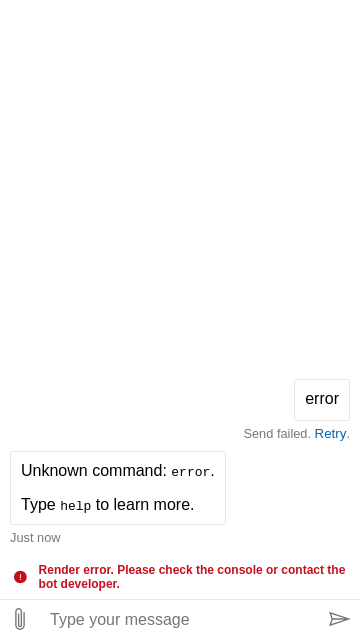 error
Send failed. Retry.
Unknown command: error.
Type help to learn more.
Just now
Render error. Please check the console or contact the
bot developer.
Type your message